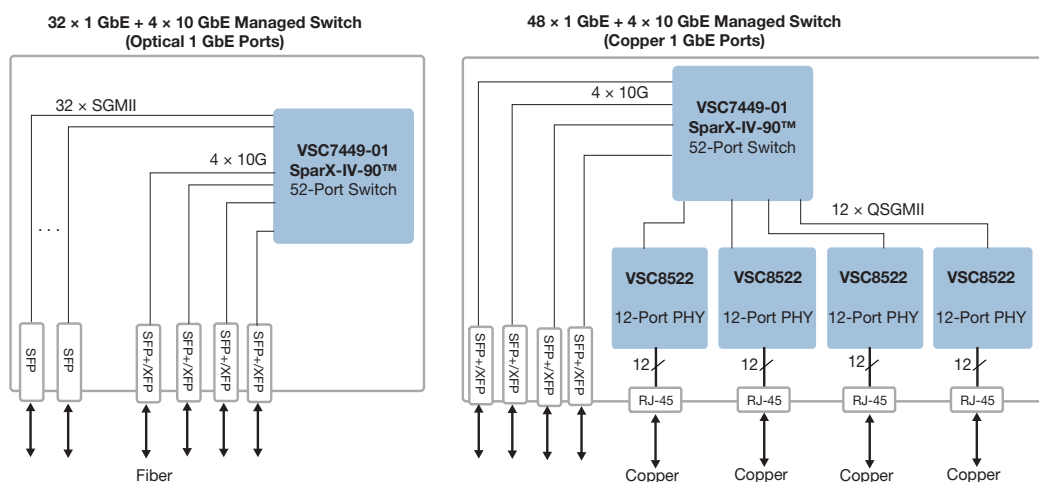 32 × 1 GbE + 4 × 10 GbE Managed Switch
(Optical 1 GbE Ports)
32 × SGMII
4 × 10G
VSC7449-01
SparX-IV-90™
52-Port Switch
. . .
SFP
SFP
SFP+/XFP
SFP+/XFP
SFP+/XFP
SFP+/XFP
Fiber
48 × 1 GbE + 4 × 10 GbE Managed Switch
(Copper 1 GbE Ports)
4 × 10G
VSC7449-01
SparX-IV-90™
52-Port Switch
12 × QSGMII
VSC8522
12-Port PHY
VSC8522
12-Port PHY
VSC8522
12-Port PHY
VSC8522
12-Port PHY
SFP+/XFP
SFP+/XFP
SFP+/XFP
SFP+/XFP
12
12
12
12
RJ-45
RJ-45
RJ-45
RJ-45
Copper
Copper
Copper
Copper